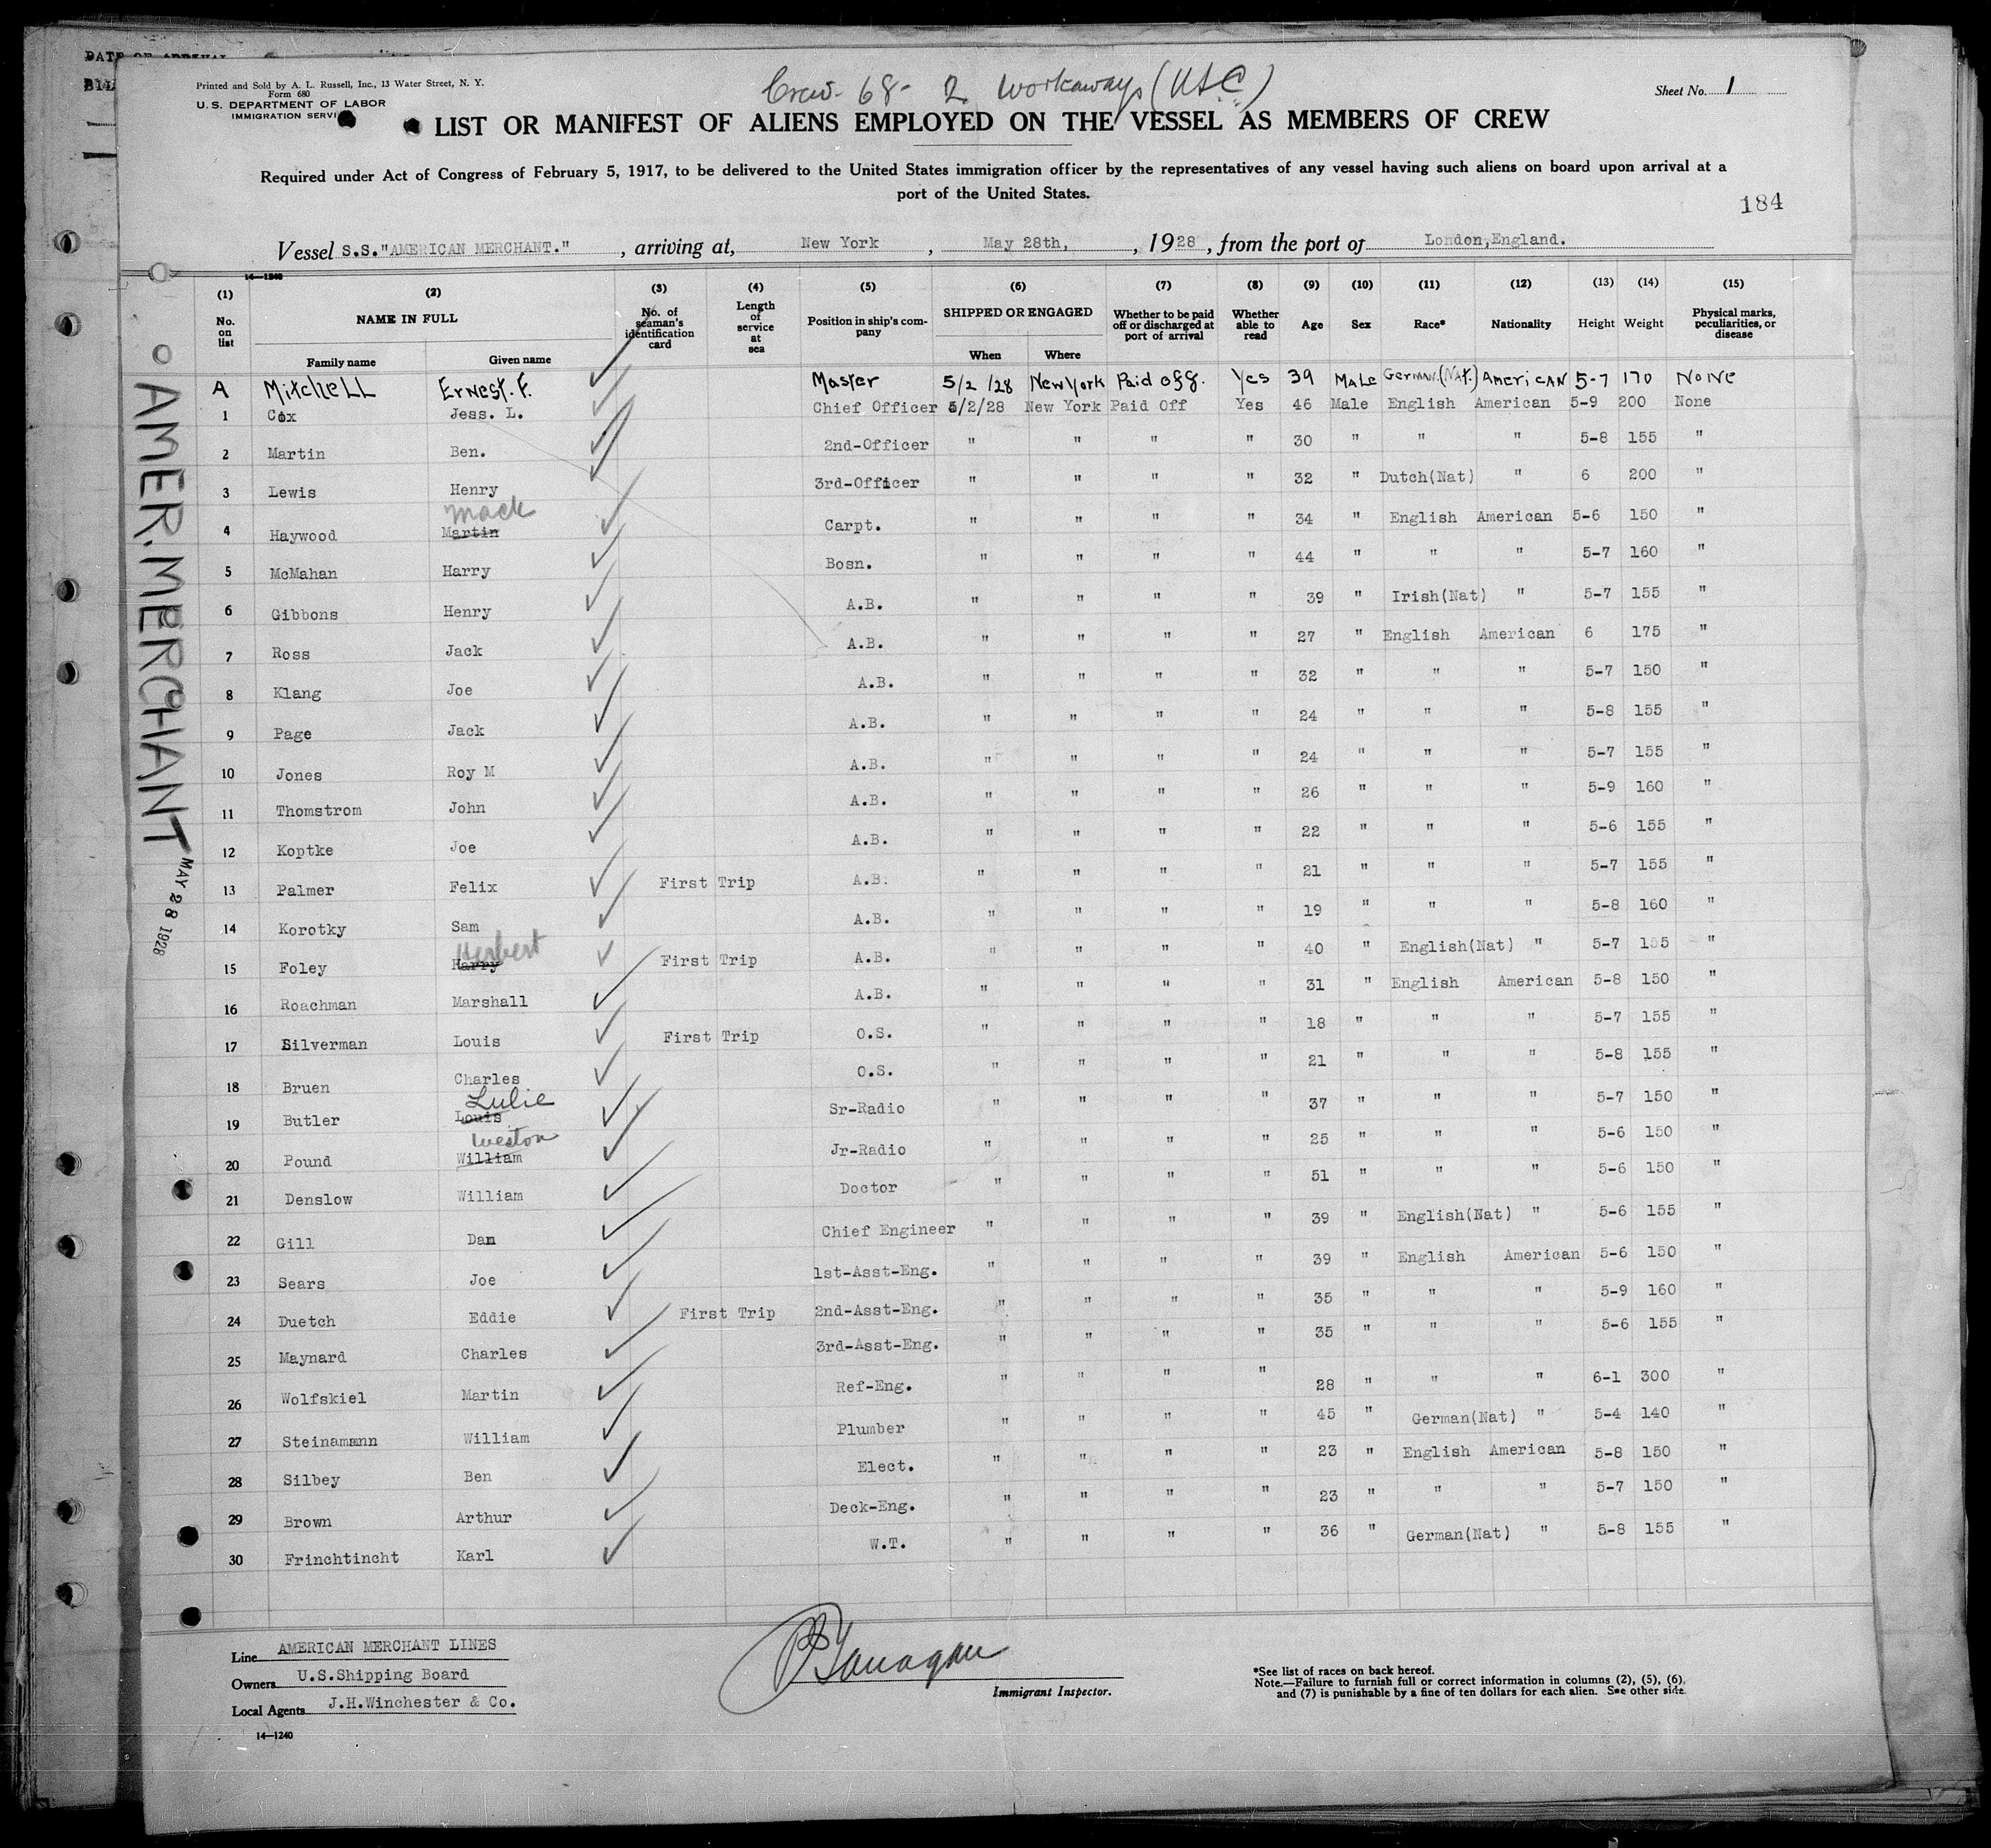 DATE OF ARRIVAL
Printed and Sold by A. L. Russell, Inc., 13 Water Street, N. Y.
Form 680
U. S. DEPARTMENT OF LABOR
IMMIGRATION SERVICE
Crew- 68- 2 Workaways (USC)
Sheet No. 1
LIST OR MANIFEST OF ALIENS EMPLOYED ON THE VESSEL AS MEMBERS OF CREW
Required under Act of Congress of February 5, 1917, to be delivered to the United States immigration officer by the representatives of any vessel having such aliens on board upon arrival at a
port of the United States.
184
Vessel S.S."AMERICAN MERCHANT." , arriving at, New York , May 28th, , 1928 , from the port of London,England.
14—1240
(1) No. on list (2) NAME IN FULL Family name Given name (3) No. of seaman's identification card (4) Length of service at sea (5) Position in ship's company (6) SHIPPED OR ENGAGED When Where (7) Whether to be paid off or discharged at port of arrival (8) Whether able to read (9) Age (10) Sex (11) Race* (12) Nationality (13) Height (14) Weight (15) Physical marks, peculiarities, or disease
A Mitchell Ernest. F. Master 5/2/28 New York Paid off. Yes 39 Male German.(Nat.) American 5-7 170 None
1 Cox Jess. L. Chief Officer 5/2/28 New York Paid Off Yes 46 Male English American 5-9 200 None
2 Martin Ben. 2nd-Officer " " " " 30 " " " 5-8 155 "
3 Lewis Henry 3rd-Officer " " " " 32 " Dutch(Nat) " 6 200 "
4 Haywood Martin Mack Carpt. " " " " 34 " English American 5-6 150 "
5 McMahan Harry Bosn. " " " " 44 " " " 5-7 160 "
6 Gibbons Henry A.B. " " " " 39 " Irish(Nat) " 5-7 155 "
7 Ross Jack A.B. " " " " 27 " English American 6 175 "
8 Klang Joe A.B. " " " " 32 " " " 5-7 150 "
9 Page Jack A.B. " " " " 24 " " " 5-8 155 "
10 Jones Roy M A.B. " " " " 24 " " " 5-7 155 "
11 Thomstrom John A.B. " " " " 26 " " " 5-9 160 "
12 Koptke Joe A.B. " " " " 22 " " " 5-6 155 "
13 Palmer Felix First Trip A.B. " " " " 21 " " " 5-7 155 "
14 Korotky Sam A.B. " " " " 19 " " " 5-8 160 "
15 Foley Harry Herbert First Trip A.B. " " " " 40 " English(Nat) " 5-7 155 "
16 Roachman Marshall A.B. " " " " 31 " English American 5-8 150 "
17 Silverman Louis First Trip O.S. " " " " 18 " " " 5-7 155 "
18 Bruen Charles O.S. " " " " 21 " " " 5-8 155 "
19 Butler Louis Lulie Sr-Radio " " " " 37 " " " 5-7 150 "
20 Pound William Weston Jr-Radio " " " " 25 " " " 5-6 150 "
21 Denslow William Doctor " " " " 51 " " " 5-6 150 "
22 Gill Dan Chief Engineer " " " " 39 " English(Nat) " 5-6 155 "
23 Sears Joe 1st-Asst-Eng. " " " " 39 " English American 5-6 150 "
24 Duetch Eddie First Trip 2nd-Asst-Eng. " " " " 35 " " " 5-9 160 "
25 Maynard Charles 3rd-Asst-Eng. " " " " 35 " " " 5-6 155 "
26 Wolfskiel Martin Ref-Eng. " " " " 28 " " " 6-1 300 "
27 Steinamann William Plumber " " " " 45 " German(Nat) " 5-4 140 "
28 Silbey Ben Elect. " " " " 23 " English American 5-8 150 "
29 Brown Arthur Deck-Eng. " " " " 23 " " " 5-7 150 "
30 Frinchtincht Karl W.T. " " " " 36 " German(Nat) " 5-8 155 "
AMER. MERCHANT
MAY 28 1928
Line AMERICAN MERCHANT LINES
Owners U.S.Shipping Board
Local Agents J.H.Winchester & Co.
14—1240
Immigrant Inspector.
*See list of races on back hereof.
Note.—Failure to furnish full or correct information in columns (2), (5), (6),
and (7) is punishable by a fine of ten dollars for each alien. See other side.